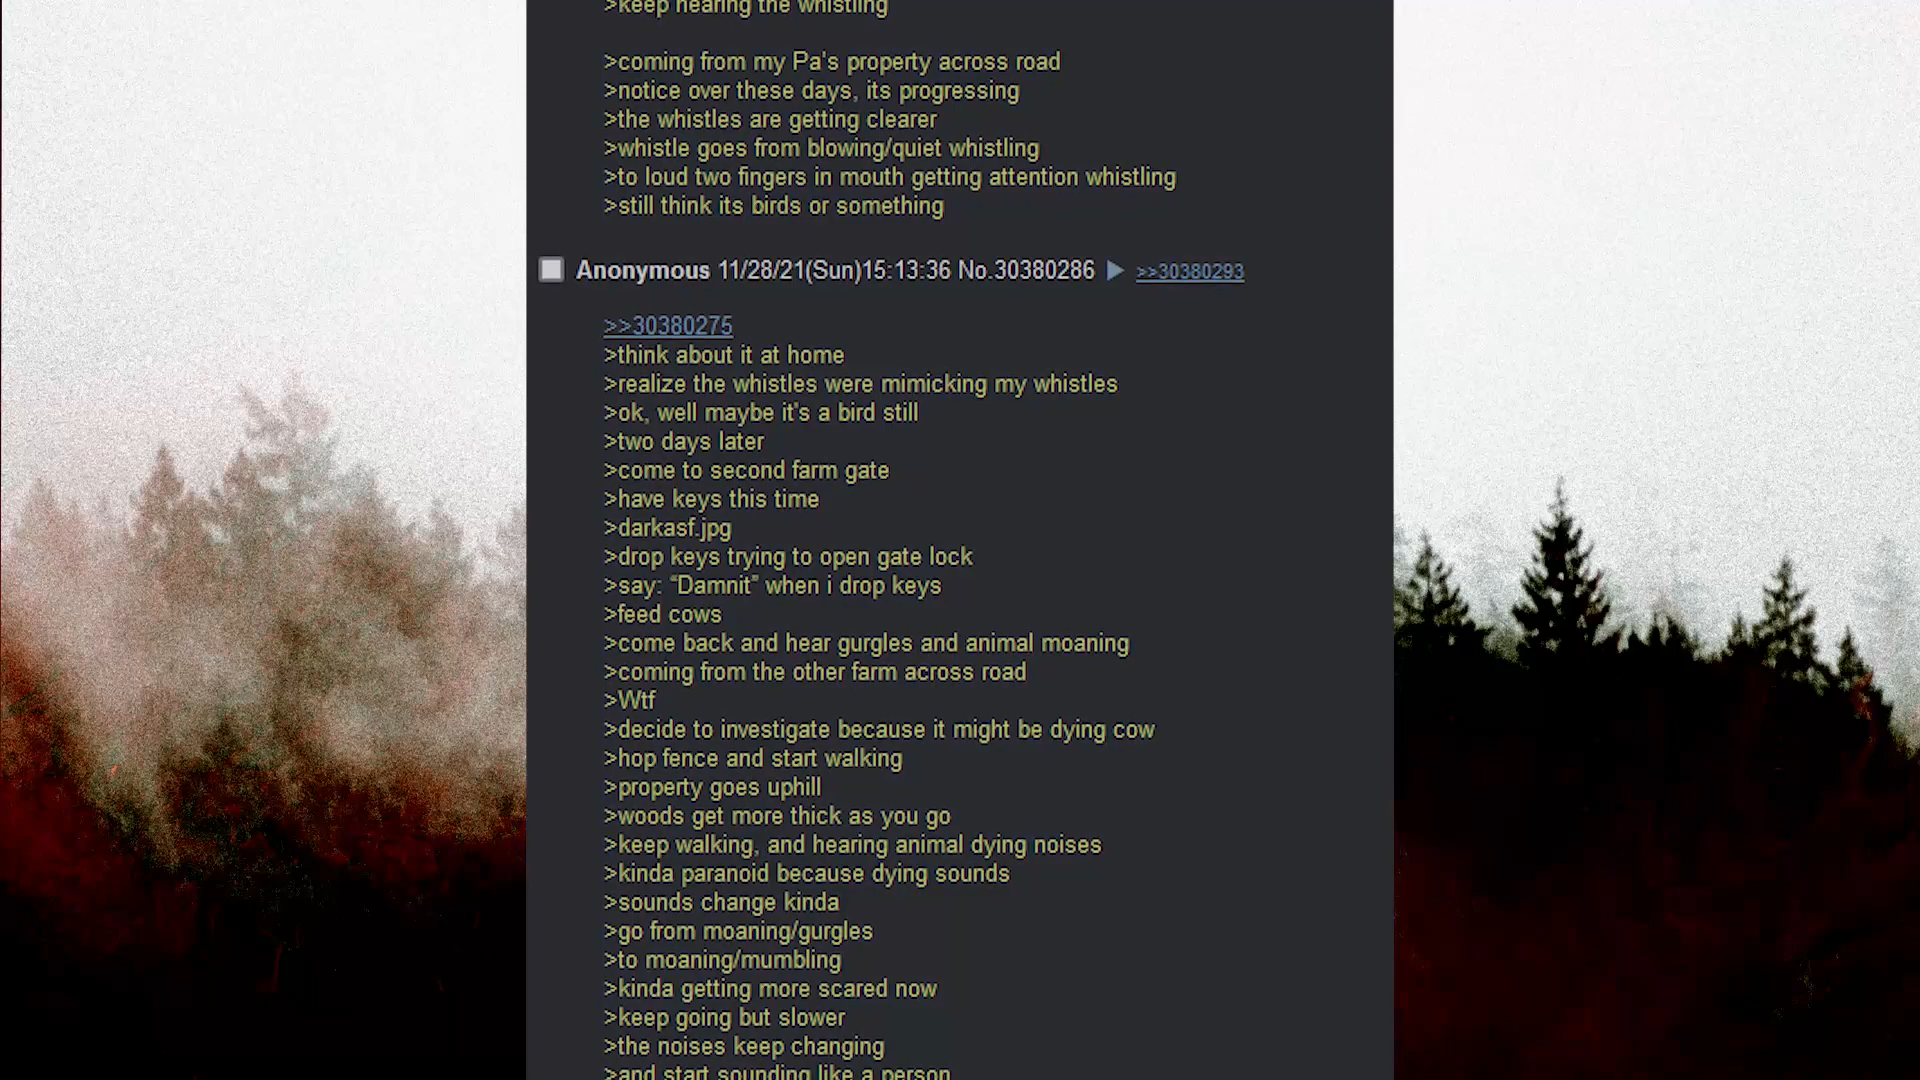 >keep hearing the whistling
>coming from my Pa's property across road
>notice over these days, its progressing
>the whistles are getting clearer
>whistle goes from blowing/quiet whistling
>to loud two fingers in mouth getting attention whistling
>still think its birds or something
Anonymous 11/28/21(Sun)15:13:36 No.30380286 ▶ >>30380293
>>30380275
>think about it at home
>realize the whistles were mimicking my whistles
>ok, well maybe it's a bird still
>two days later
>come to second farm gate
>have keys this time
>darkasf.jpg
>drop keys trying to open gate lock
>say: “Damnit” when i drop keys
>feed cows
>come back and hear gurgles and animal moaning
>coming from the other farm across road
>Wtf
>decide to investigate because it might be dying cow
>hop fence and start walking
>property goes uphill
>woods get more thick as you go
>keep walking, and hearing animal dying noises
>kinda paranoid because dying sounds
>sounds change kinda
>go from moaning/gurgles
>to moaning/mumbling
>kinda getting more scared now
>keep going but slower
>the noises keep changing
>and start sounding like a person